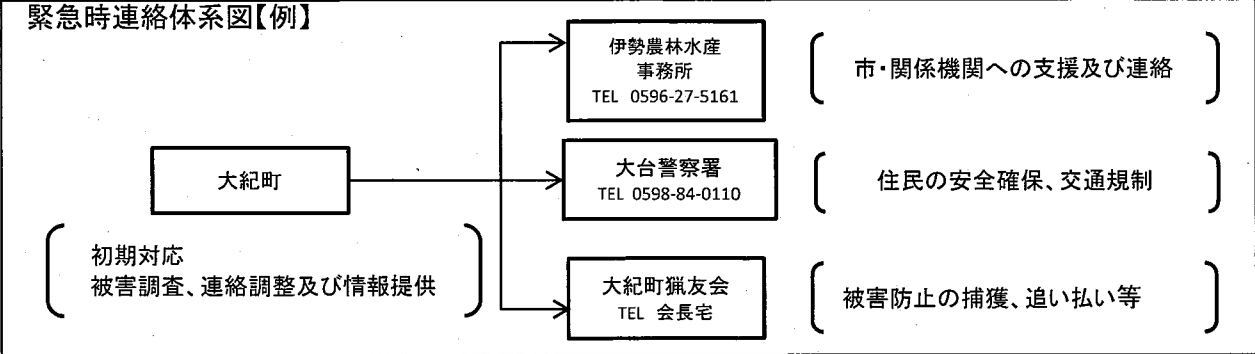 緊急時連絡体系図【例】
伊勢農林水産
事務所
TEL 0596-27-5161
市・関係機関への支援及び連絡
大紀町
大台警察署
TEL 0598-84-0110
住民の安全確保、交通規制
初期対応
被害調査、連絡調整及び情報提供
大紀町猟友会
TEL 会長宅
被害防止の捕獲、追い払い等